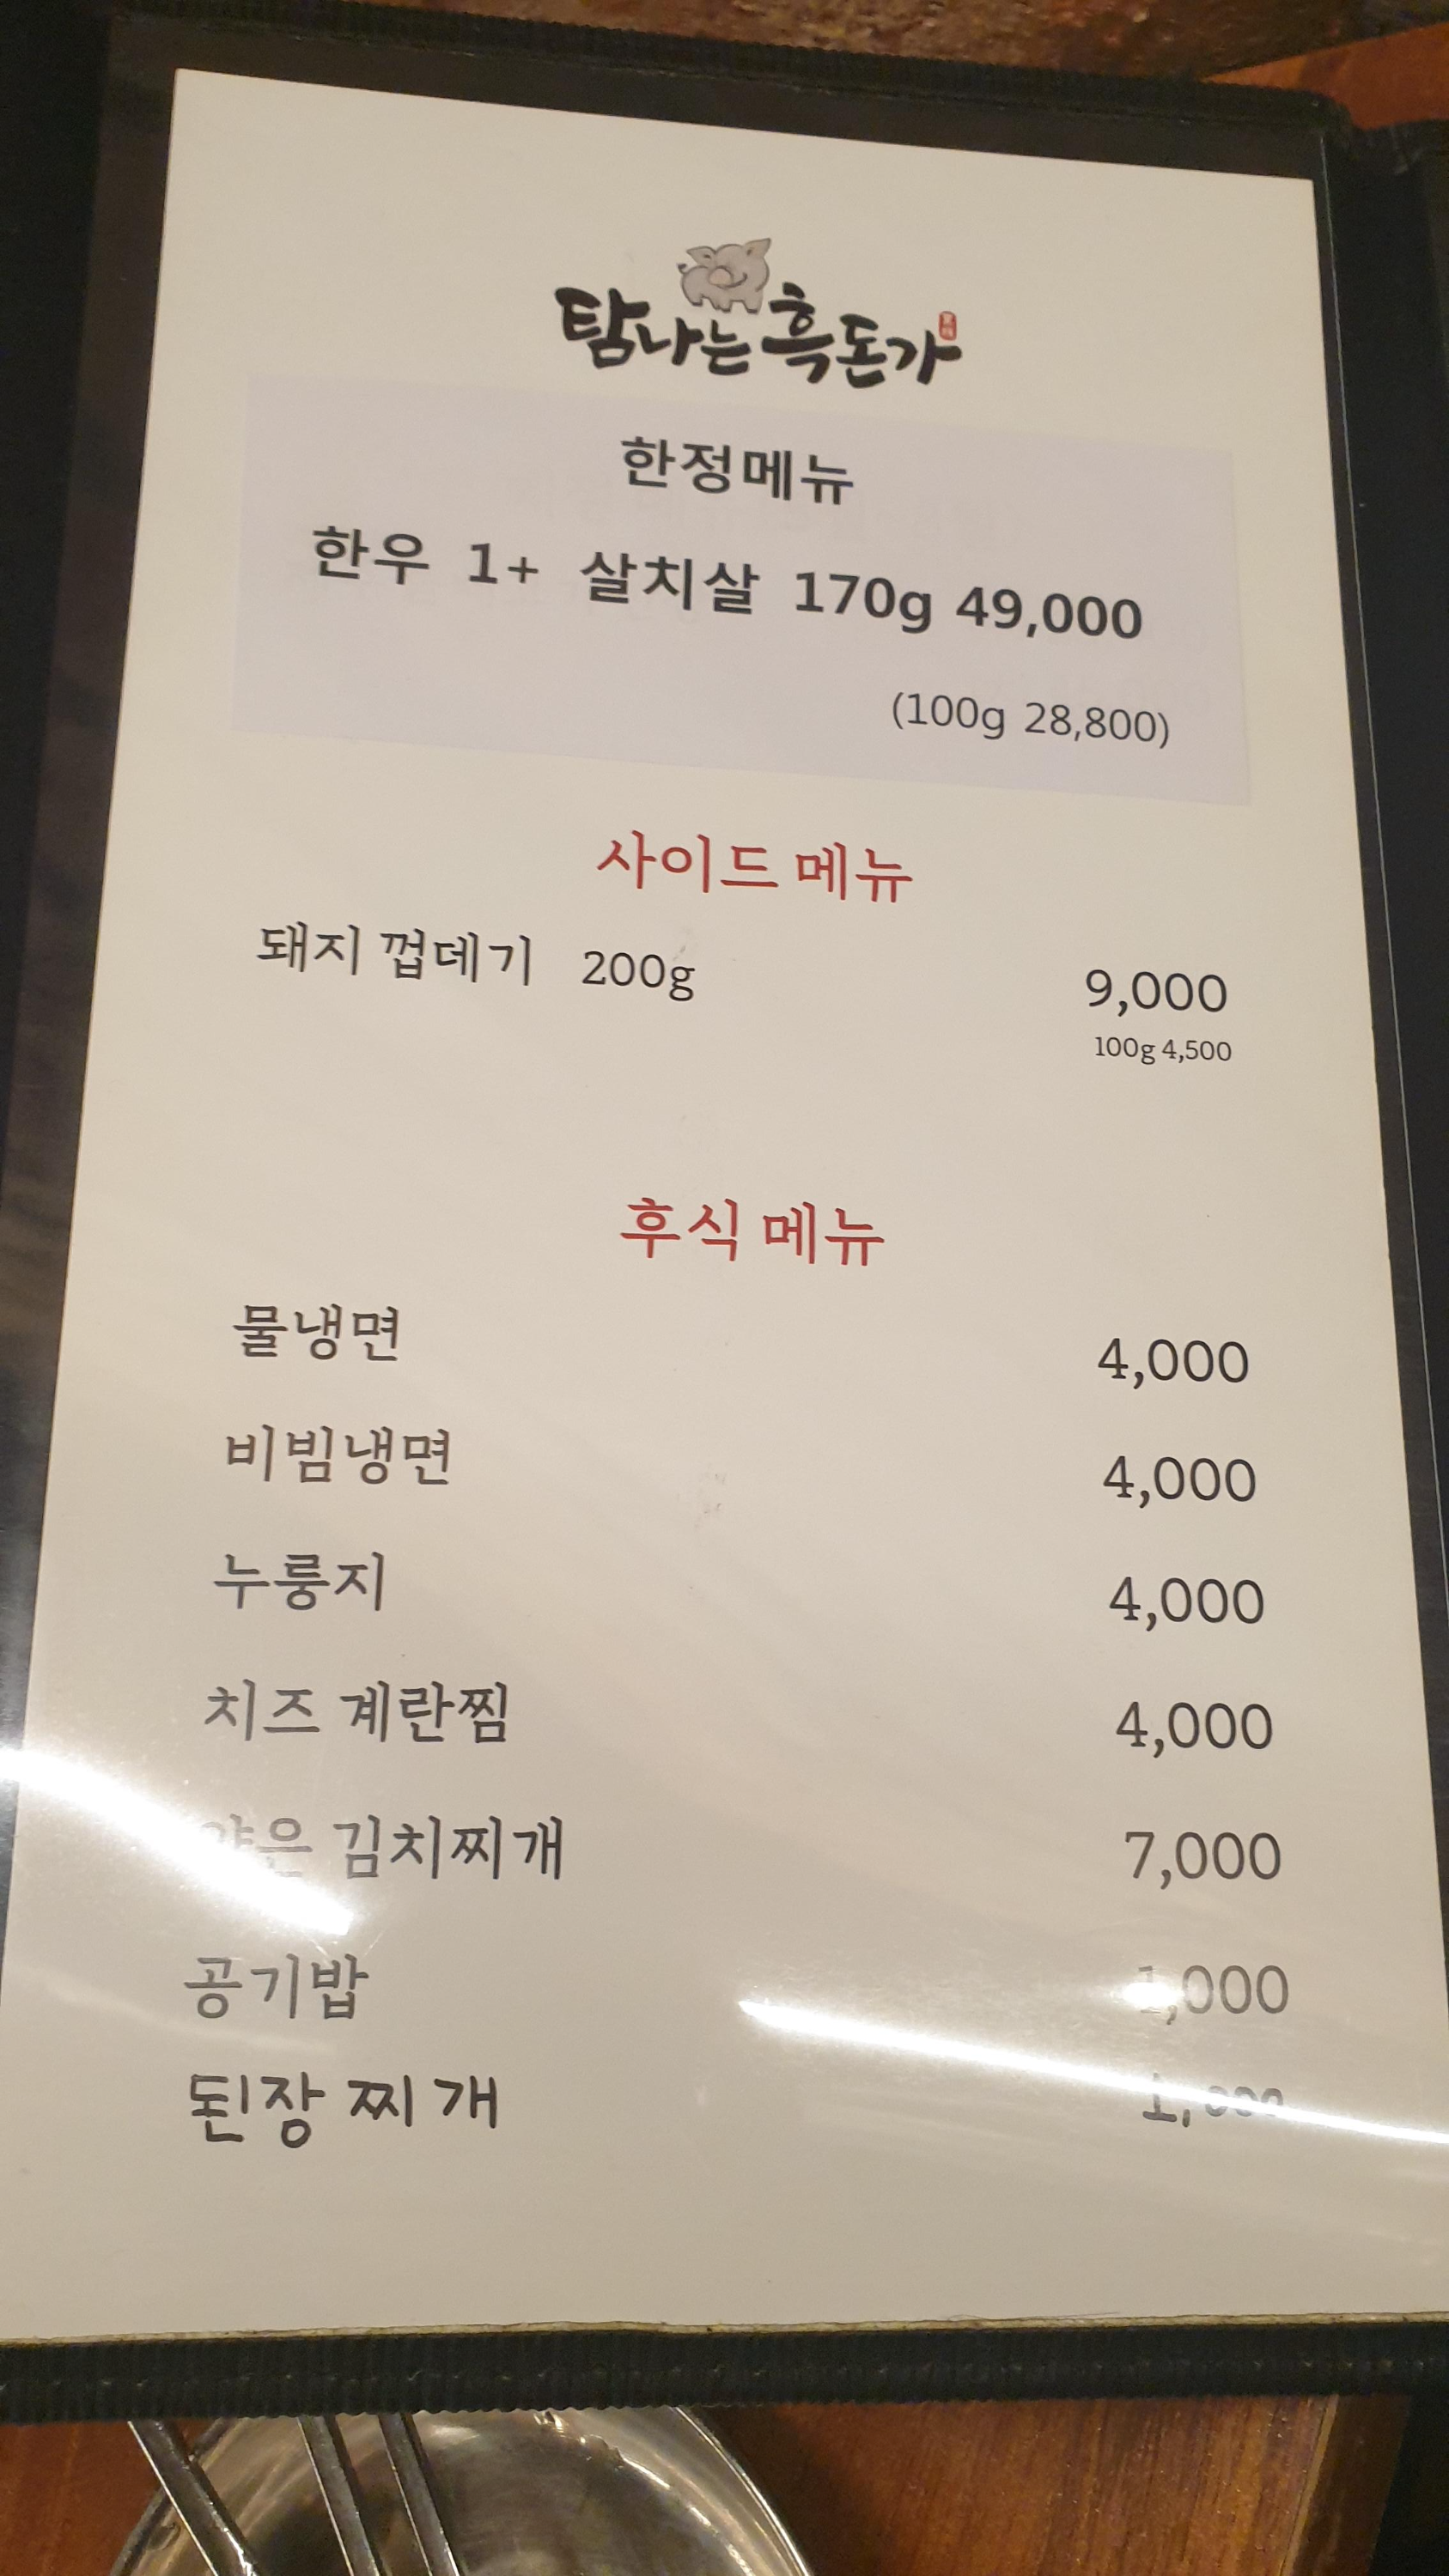 탐나는흑돈가
한정메뉴
한우 1+ 살치살 170g 49,000
(100g 28,800)
사이드 메뉴
돼지 껍데기 200g 9,000
100g 4,500
후식 메뉴
물냉면 4,000
비빔냉면 4,000
누룽지 4,000
치즈 계란찜 4,000
김치찌개 7,000
공기밥 1,000
된장찌개 1,000